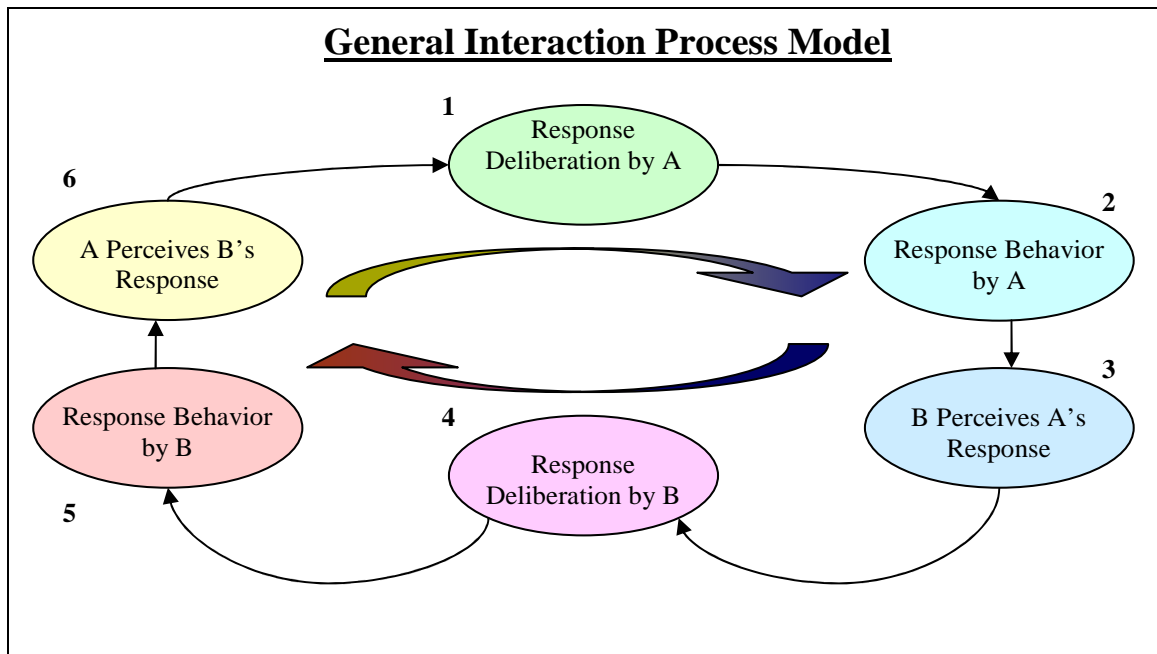 General Interaction Process Model
1
Response
Deliberation by A
2
Response Behavior
by A
3
B Perceives A’s
Response
4
Response
Deliberation by B
5
Response Behavior
by B
6
A Perceives B’s
Response